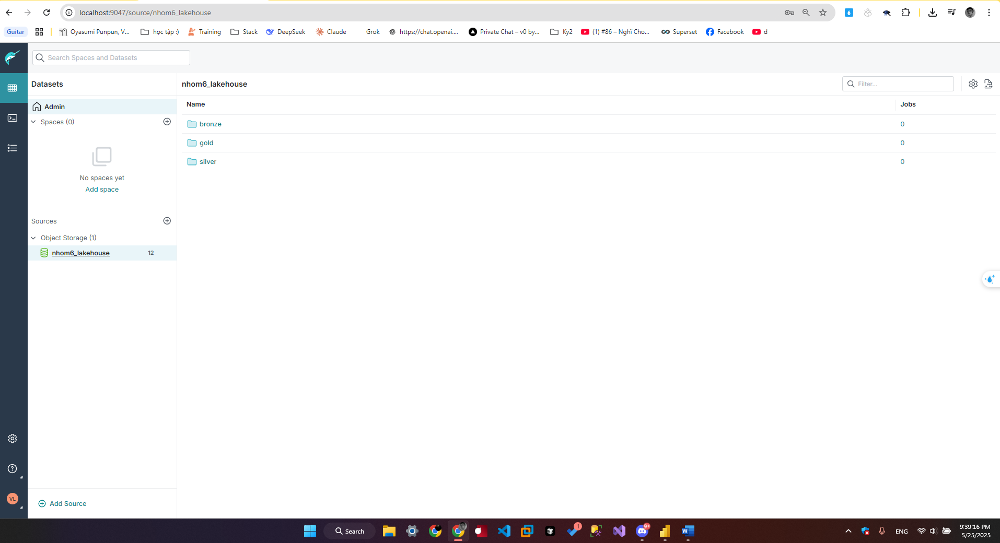 localhost:9047/source/nhom6_lakehouse
Guitar
Oyasumi Punpun, V...
học tập :)
Training
Stack
DeepSeek
Claude
Grok
https://chat.openai....
Private Chat – v0 by...
Ky2
(1) #86 – Nghĩ Cho...
Superset
Facebook
d
Search Spaces and Datasets
Datasets
nhom6_lakehouse
Filter...
Admin
Name
Jobs
Spaces (0)
bronze
0
gold
0
silver
0
No spaces yet
Add space
Sources
Object Storage (1)
nhom6_lakehouse
12
VL
Add Source
Search
1
9+
ENG
9:39:16 PM
5/25/2025